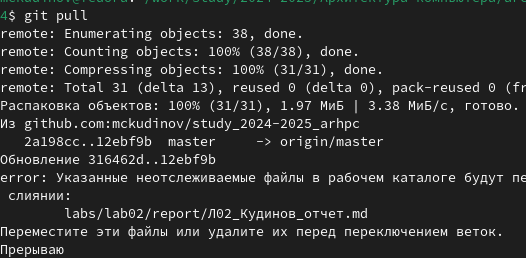 4$ git pull
remote: Enumerating objects: 38, done.
remote: Counting objects: 100% (38/38), done.
remote: Compressing objects: 100% (31/31), done.
remote: Total 31 (delta 13), reused 0 (delta 0), pack-reused 0 (fr
Распаковка объектов: 100% (31/31), 1.97 МиБ | 3.38 МиБ/с, готово.
Из github.com:mckudinov/study_2024-2025_arhpc
2a198cc..12ebf9b  master     -> origin/master
Обновление 316462d..12ebf9b
error: Указанные неотслеживаемые файлы в рабочем каталоге будут пе
слиянии:
labs/lab02/report/Л02_Кудинов_отчет.md
Переместите эти файлы или удалите их перед переключением веток.
Прерываю